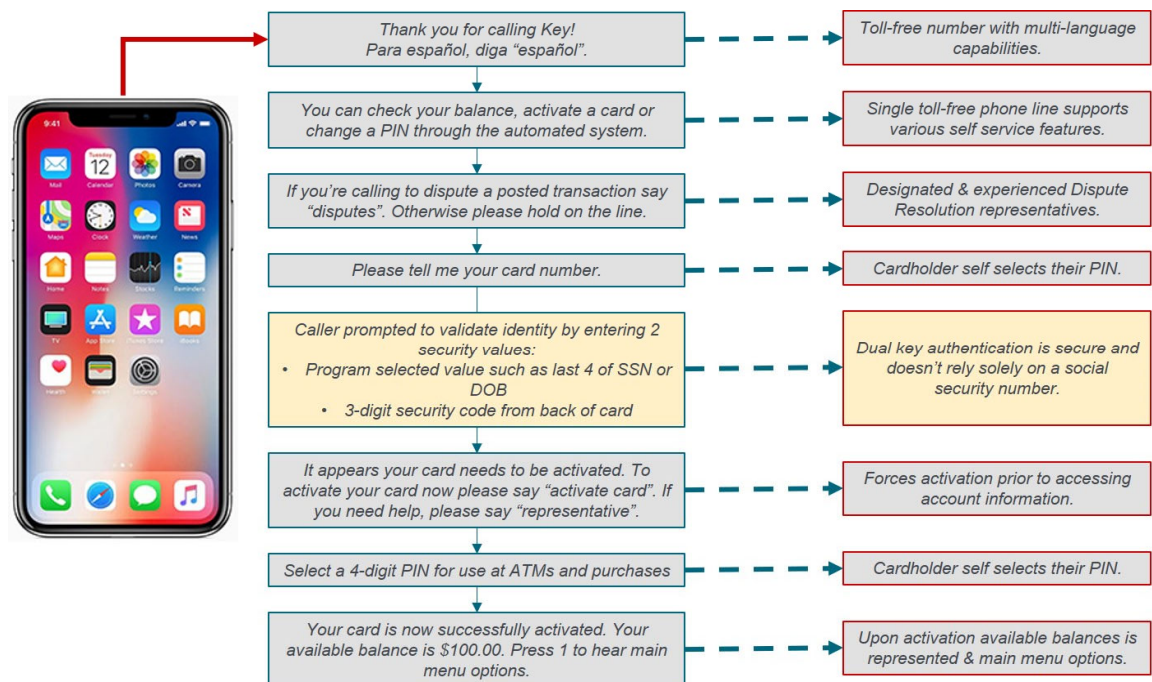 Thank you for calling Key!
Para español, diga “español”.
Toll-free number with multi-language
capabilities.
You can check your balance, activate a card or
change a PIN through the automated system.
Single toll-free phone line supports
various self service features.
If you’re calling to dispute a posted transaction say
“disputes”. Otherwise please hold on the line.
Designated & experienced Dispute
Resolution representatives.
Please tell me your card number.
Cardholder self selects their PIN.
Caller prompted to validate identity by entering 2
security values:
• Program selected value such as last 4 of SSN or
DOB
• 3-digit security code from back of card
Dual key authentication is secure and
doesn’t rely solely on a social
security number.
It appears your card needs to be activated. To
activate your card now please say “activate card”. If
you need help, please say “representative”.
Forces activation prior to accessing
account information.
Select a 4-digit PIN for use at ATMs and purchases
Cardholder self selects their PIN.
Your card is now successfully activated. Your
available balance is $100.00. Press 1 to hear main
menu options.
Upon activation available balances is
represented & main menu options.
9:41
Tuesday
12
Mail Calendar Photos Camera
Maps Clock Weather News
Home Notes Stocks Reminders
TV App Store iTunes Store iBooks
Health Settings